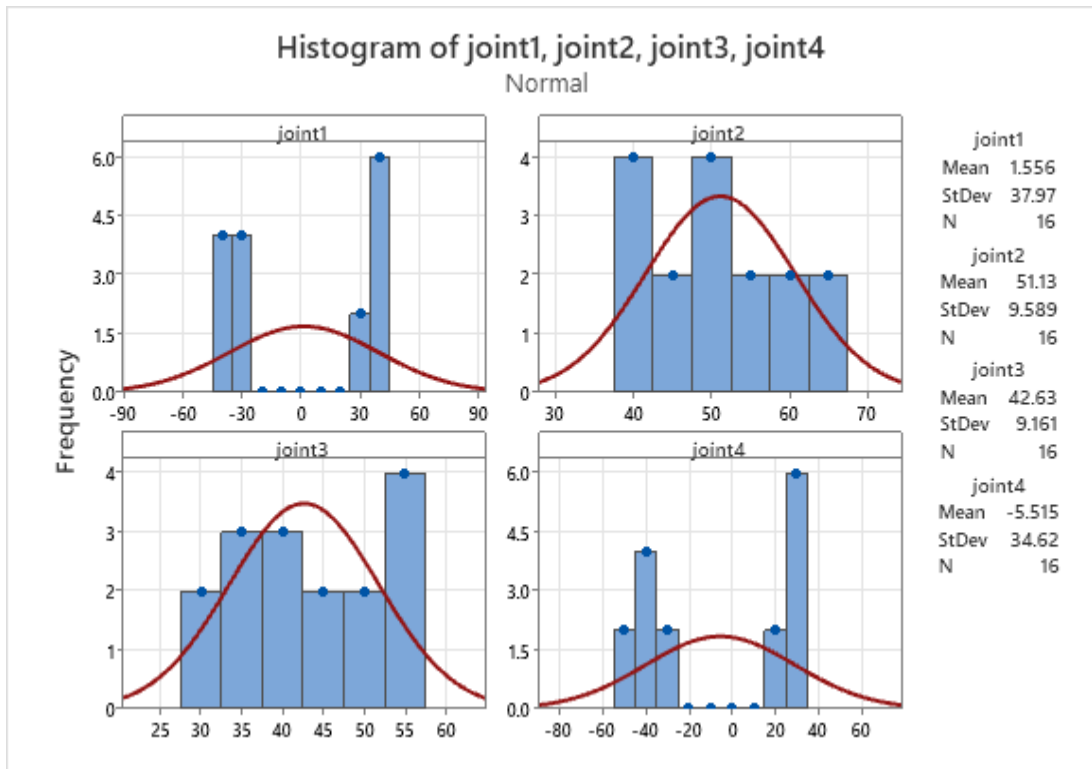 Histogram of joint1, joint2, joint3, joint4
Normal
joint1
6.0
4.5
3.0
1.5
0.0
-90 -60 -30 0 30 60 90
joint2
4
3
2
1
0
30 40 50 60 70
Frequency
joint3
4
3
2
1
0
25 30 35 40 45 50 55 60
joint4
6.0
4.5
3.0
1.5
0.0
-80 -60 -40 -20 0 20 40 60
joint1
Mean 1.556
StDev 37.97
N 16
joint2
Mean 51.13
StDev 9.589
N 16
joint3
Mean 42.63
StDev 9.161
N 16
joint4
Mean -5.515
StDev 34.62
N 16